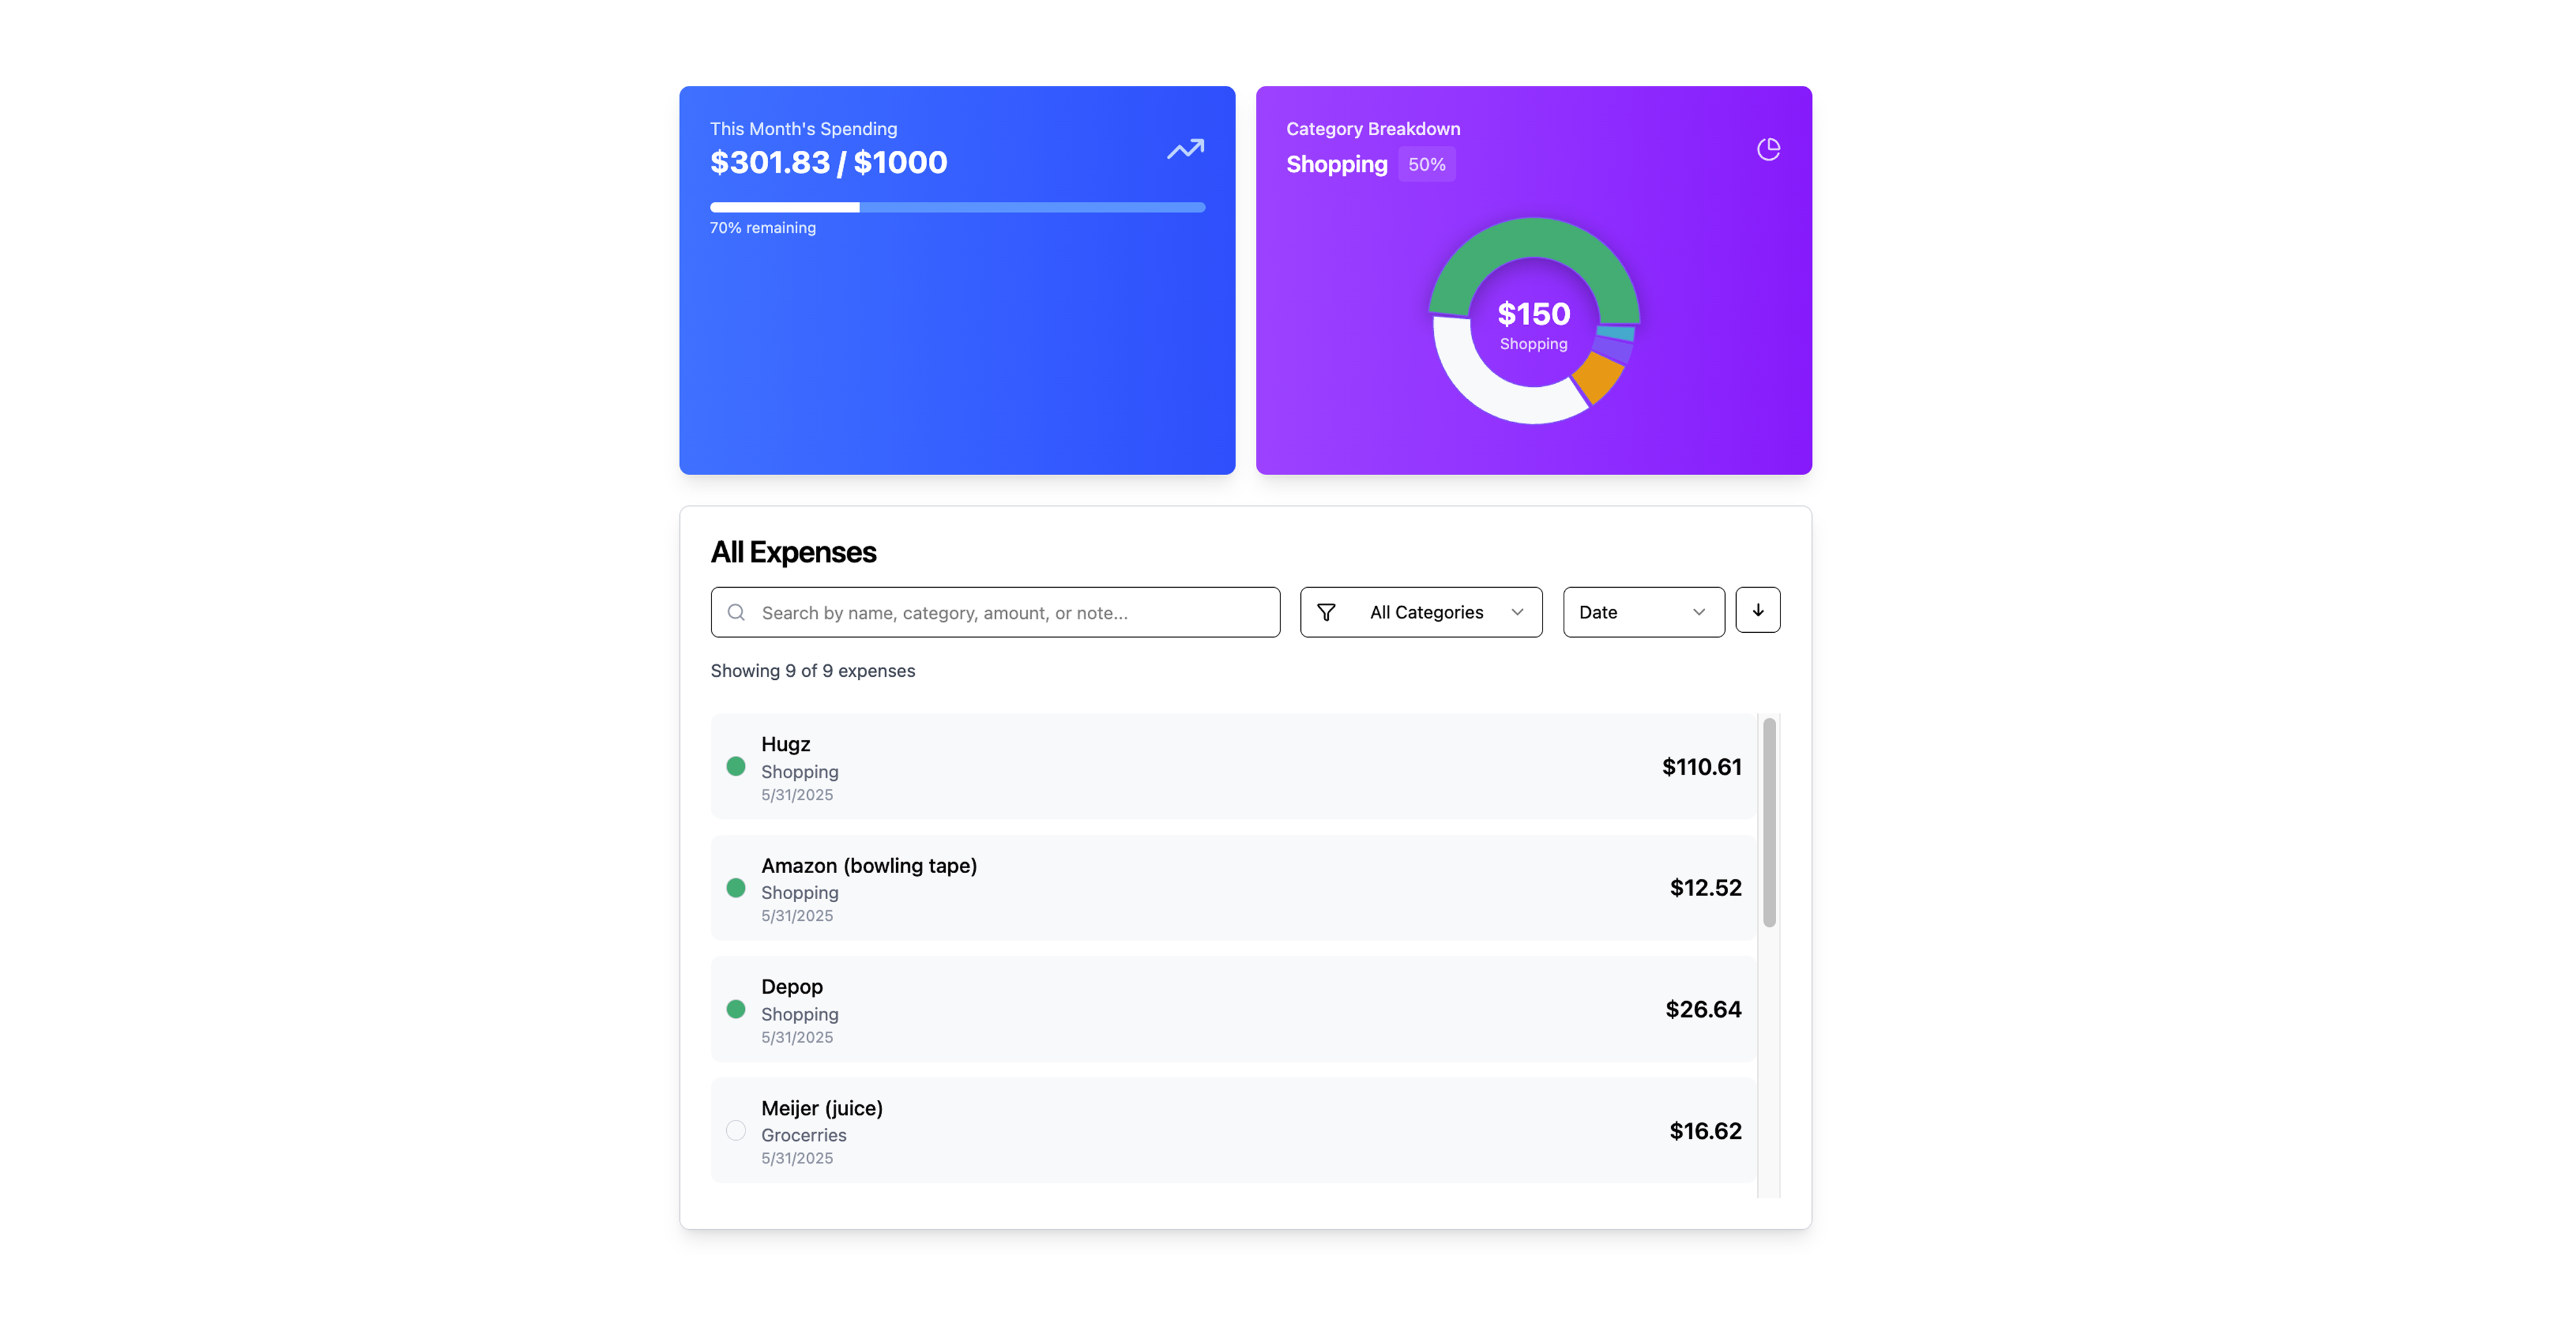 This Month's Spending
$301.83 / $1000
70% remaining
Category Breakdown
Shopping 50%
$150
Shopping
All Expenses
Search by name, category, amount, or note...
All Categories
Date
Showing 9 of 9 expenses
Hugz
Shopping
5/31/2025
$110.61
Amazon (bowling tape)
Shopping
5/31/2025
$12.52
Depop
Shopping
5/31/2025
$26.64
Meijer (juice)
Grocerries
5/31/2025
$16.62